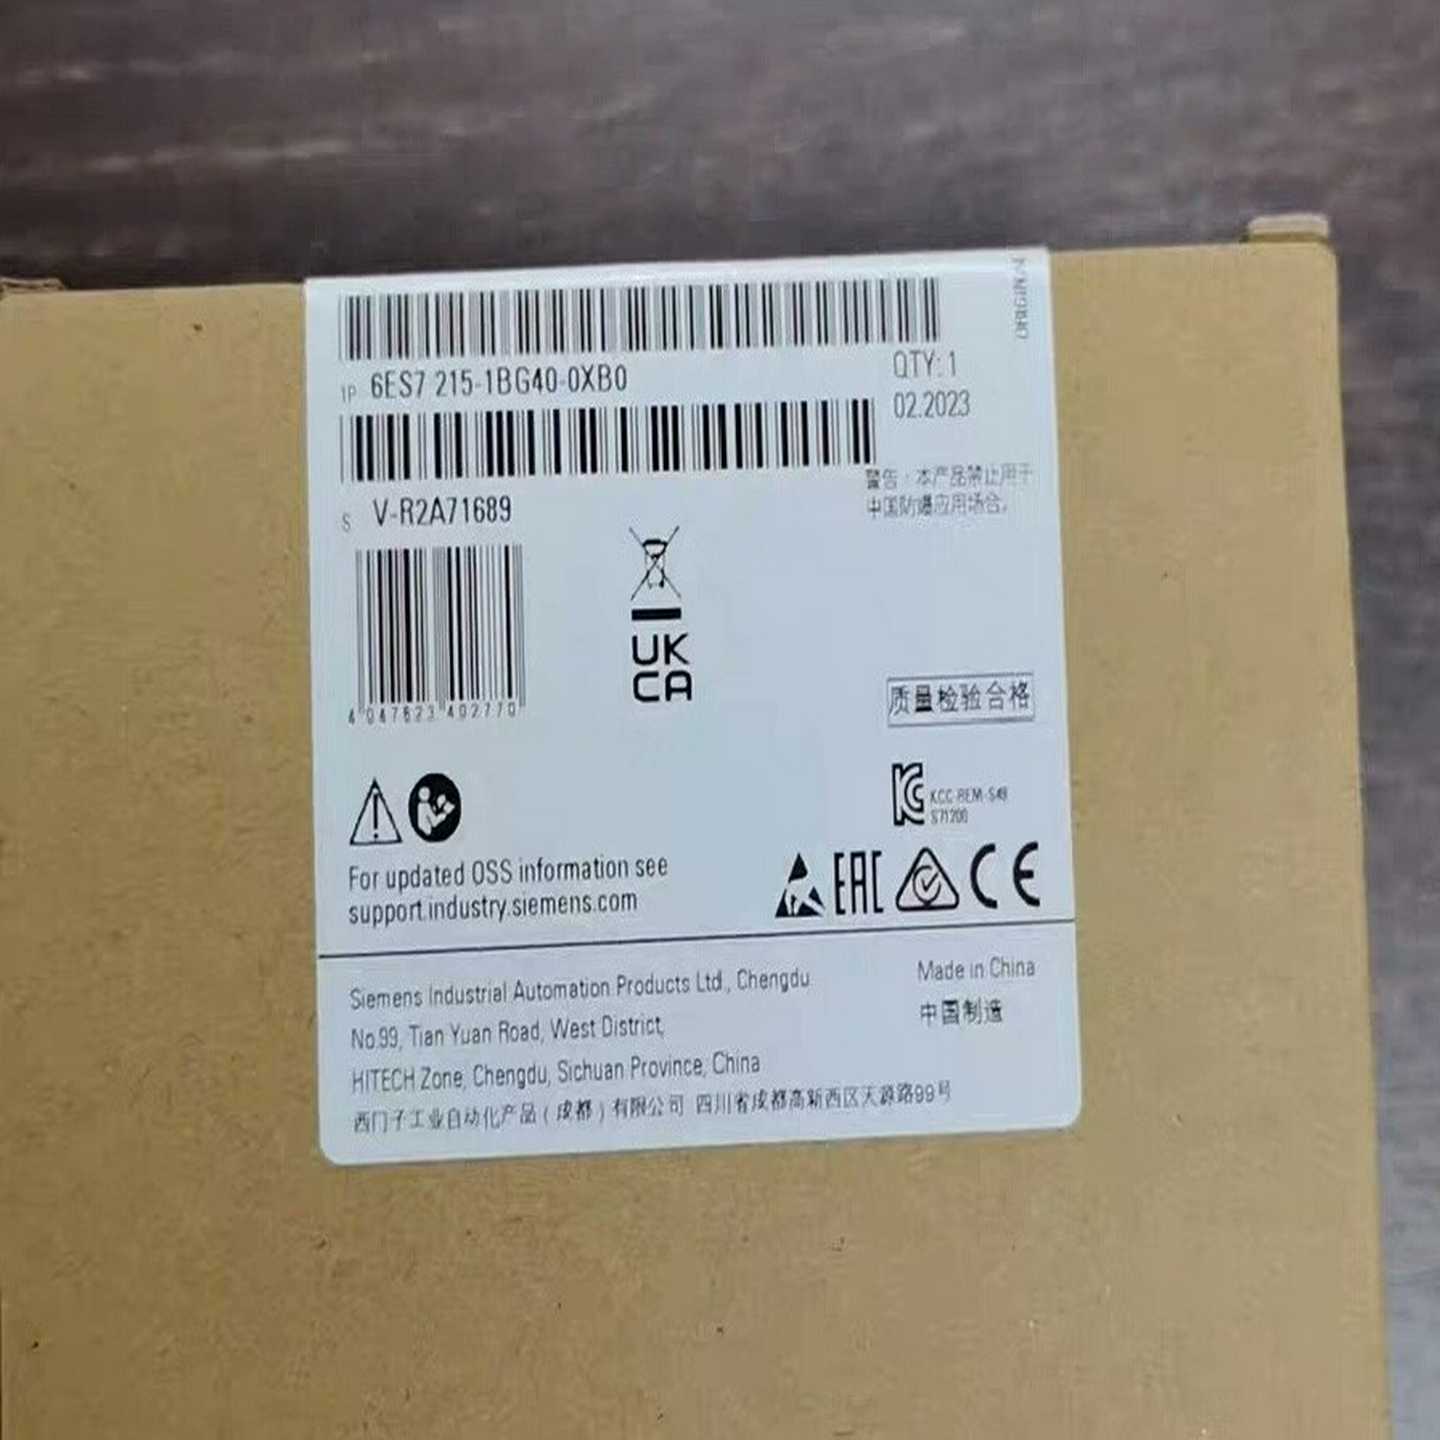 ORIGINAL
1P 6ES7 215-1BG40-0XB0
QTY: 1
02.2023
S V-R2A71689
警告:本产品禁止用于
中国防爆应用场合。
4 047623 402770
UK
CA
质量检验合格
KCC-REM-S49
S71200
For updated OSS information see
support.industry.siemens.com
EAC
CE
Siemens Industrial Automation Products Ltd., Chengdu
No.99, Tian Yuan Road, West District,
HITECH Zone, Chengdu, Sichuan Province, China
西门子工业自动化产品(成都)有限公司 四川省成都高新西区天源路99号
Made in China
中国制造